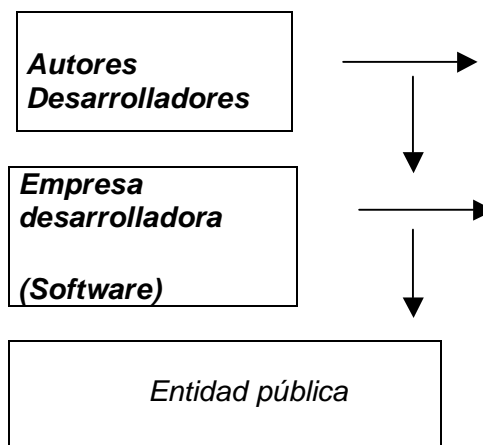 Autores
Desarrolladores
Empresa
desarrolladora
(Software)
Entidad pública